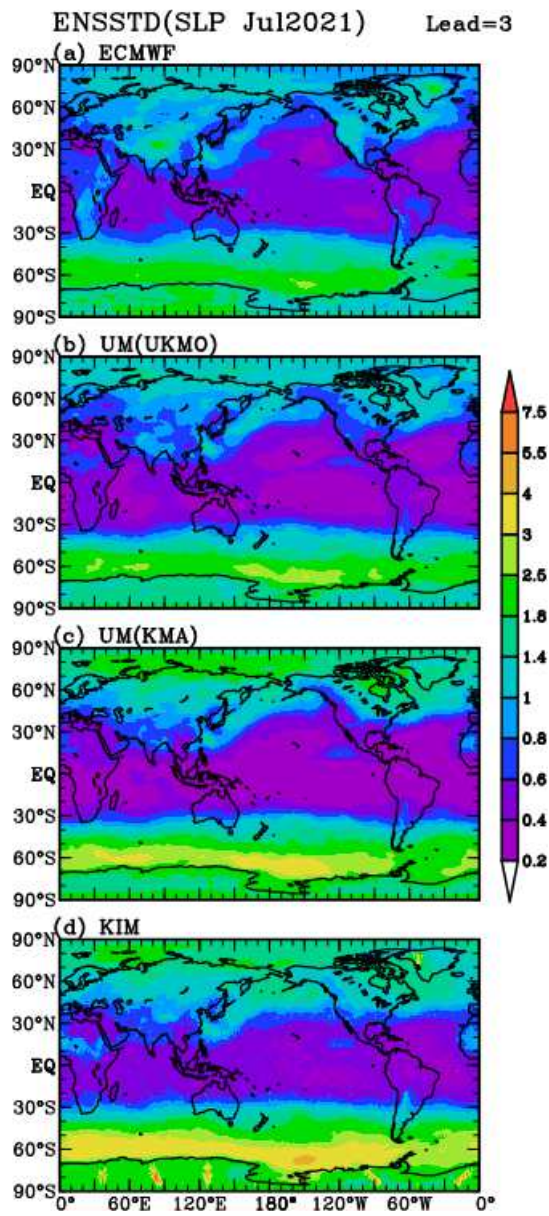 ENSSTD(SLP Jul2021) Lead=3
(a) ECMWF
90°N
60°N
30°N
EQ
30°S
60°S
90°S
(b) UM(UKMO)
90°N
60°N
30°N
EQ
30°S
60°S
90°S
(c) UM(KMA)
90°N
60°N
30°N
EQ
30°S
60°S
90°S
(d) KIM
90°N
60°N
30°N
EQ
30°S
60°S
90°S
0° 60°E 120°E 180° 120°W 60°W 0°
7.5
5.5
4
2.5
1.8
1.4
1
0.8
0.6
0.4
0.2